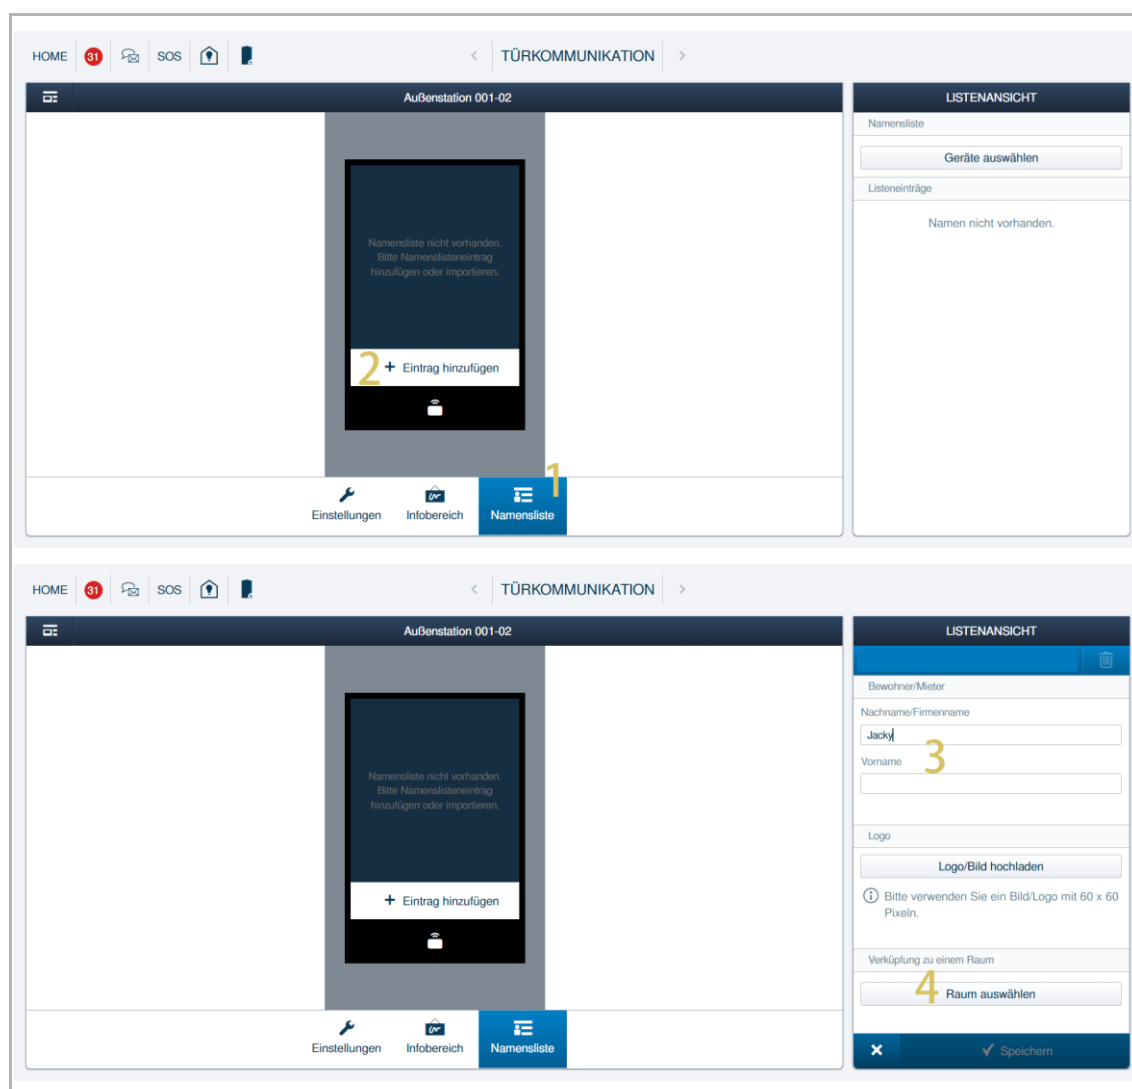 HOME 31 SOS < TÜRKOMMUNIKATION >
Außenstation 001-02
LISTENANSICHT
Namensliste
Geräte auswählen
Listeneinträge
Namen nicht vorhanden.
Namensliste nicht vorhanden.
Bitte Namenslisteneintrag
hinzufügen oder importieren.
2 + Eintrag hinzufügen
1
Einstellungen Infobereich Namensliste
HOME 31 SOS < TÜRKOMMUNIKATION >
Außenstation 001-02
LISTENANSICHT
Bewohner/Mieter
Nachname/Firmenname
Jacky
3
Vorname
Logo
Logo/Bild hochladen
Bitte verwenden Sie ein Bild/Logo mit 60 x 60
Pixeln.
Verküpfung zu einem Raum
4 Raum auswählen
Speichern
Namensliste nicht vorhanden.
Bitte Namenslisteneintrag
hinzufügen oder importieren.
+ Eintrag hinzufügen
Einstellungen Infobereich Namensliste